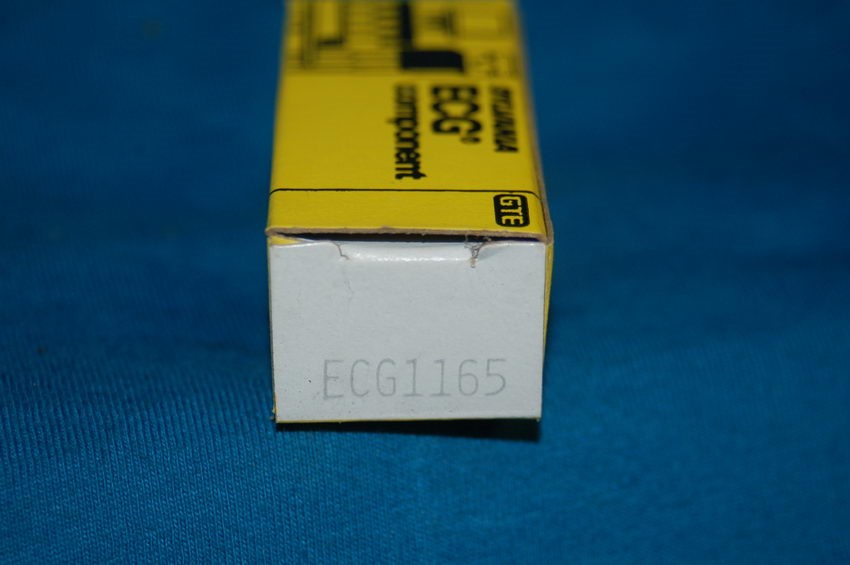 SYLVANIA
ECG®
component
GTE
ECG1165